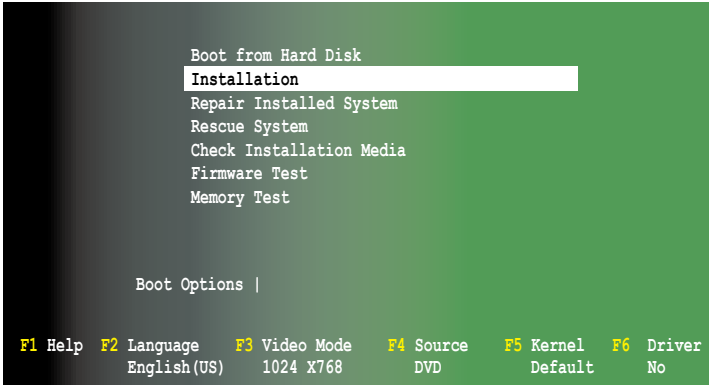 Boot from Hard Disk
Installation
Repair Installed System
Rescue System
Check Installation Media
Firmware Test
Memory Test
Boot Options |
F1 Help F2 Language F3 Video Mode F4 Source F5 Kernel F6 Driver
English(US) 1024 X768 DVD Default No